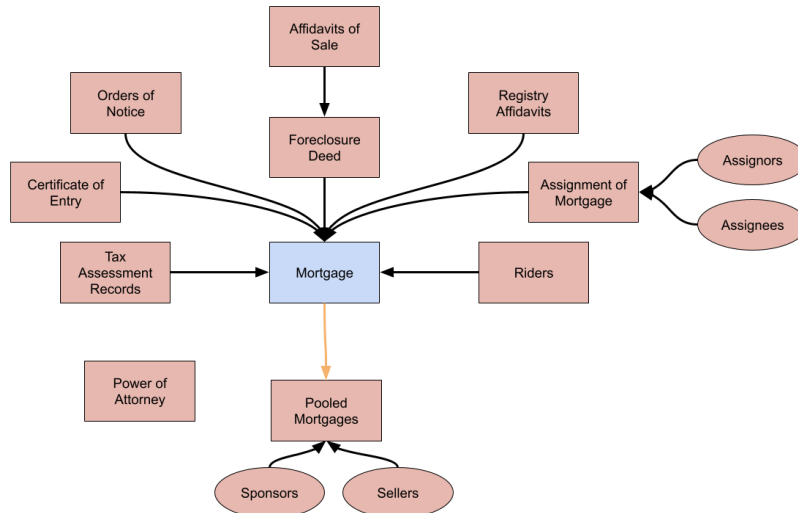 Affidavits of
Sale
Orders of
Notice
Registry
Affidavits
Foreclosure
Deed
Assignors
Certificate of
Entry
Assignment of
Mortgage
Assignees
Tax
Assessment
Records
Mortgage
Riders
Power of
Attorney
Pooled
Mortgages
Sponsors
Sellers